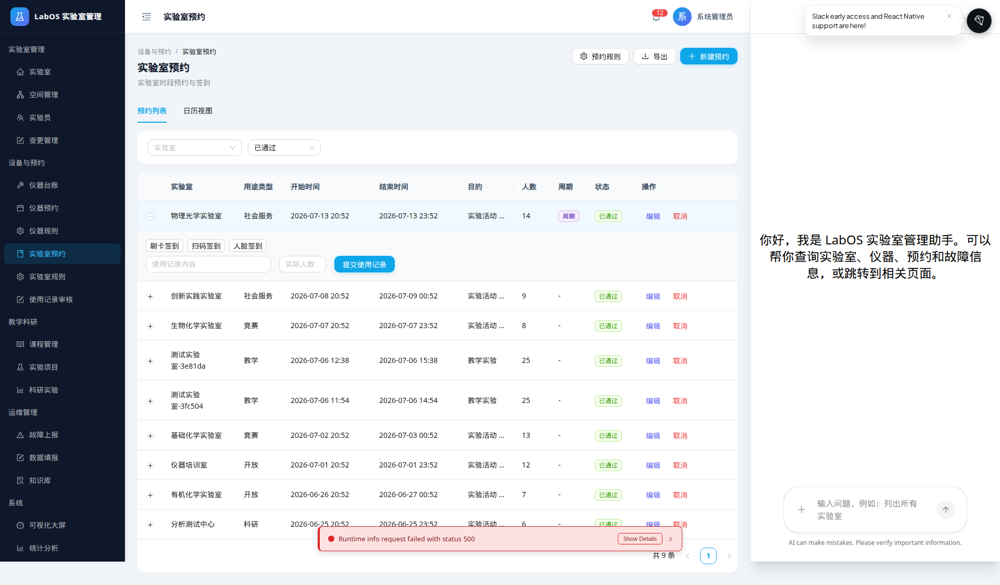 LabOS 实验室管理
实验室管理
实验室
空间管理
实验员
变更管理
设备与预约
仪器台账
仪器预约
仪器规则
实验室预约
实验室规则
使用记录审核
教学科研
课程管理
实验项目
科研实验
运维管理
故障上报
数据填报
知识库
系统
可视化大屏
统计分析
实验室预约
12
系
系统管理员
设备与预约 / 实验室预约
实验室预约
实验室时段预约与签到
预约规则
导出
新建预约
预约列表
日历视图
实验室
已通过
实验室 用途类型 开始时间 结束时间 目的 人数 周期 状态 操作
物理光学实验室 社会服务 2026-07-13 20:52 2026-07-13 23:52 实验活动 ... 14 周期 已通过 编辑 取消
刷卡签到 扫码签到 人脸签到
使用记录内容 实际人数 提交使用记录
创新实践实验室 社会服务 2026-07-08 20:52 2026-07-09 00:52 实验活动 ... 9 - 已通过 编辑 取消
生物化学实验室 竞赛 2026-07-07 20:52 2026-07-07 23:52 实验活动 ... 8 - 已通过 编辑 取消
测试实验
室-3e81da 教学 2026-07-06 12:38 2026-07-06 15:38 教学实验 25 - 已通过 编辑 取消
测试实验
室-3fc504 教学 2026-07-06 11:54 2026-07-06 14:54 教学实验 25 - 已通过 编辑 取消
基础化学实验室 竞赛 2026-07-02 20:52 2026-07-03 00:52 实验活动 ... 13 - 已通过 编辑 取消
仪器培训室 开放 2026-07-01 20:52 2026-07-01 23:52 实验活动 ... 12 - 已通过 编辑 取消
有机化学实验室 开放 2026-06-26 20:52 2026-06-27 00:52 实验活动 ... 7 - 已通过 编辑 取消
分析测试中心 科研 2026-06-25 20:52 2026-06-25 23:52 实验活动 ... 6 - 已通过 编辑 取消
Runtime info request failed with status 500 Show Details x
共 9 条 < 1 >
Slack early access and React Native
support are here!
你好，我是 LabOS 实验室管理助手。可以
帮你查询实验室、仪器、预约和故障信
息，或跳转到相关页面。
输入问题，例如：列出所有
实验室
AI can make mistakes. Please verify important information.